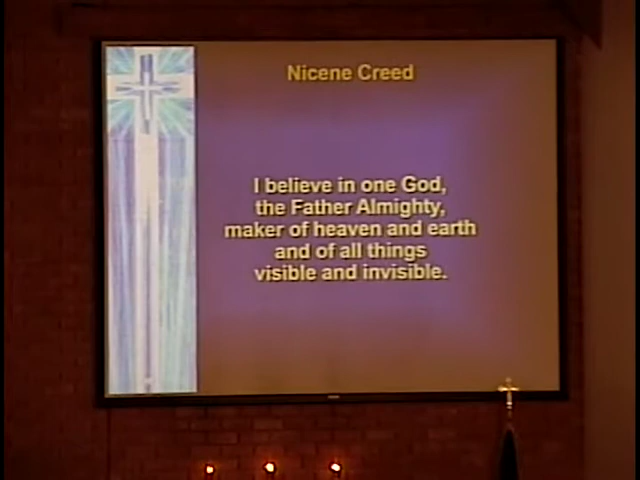 Nicene Creed
I believe in one God,
the Father Almighty,
maker of heaven and earth
and of all things
visible and invisible.